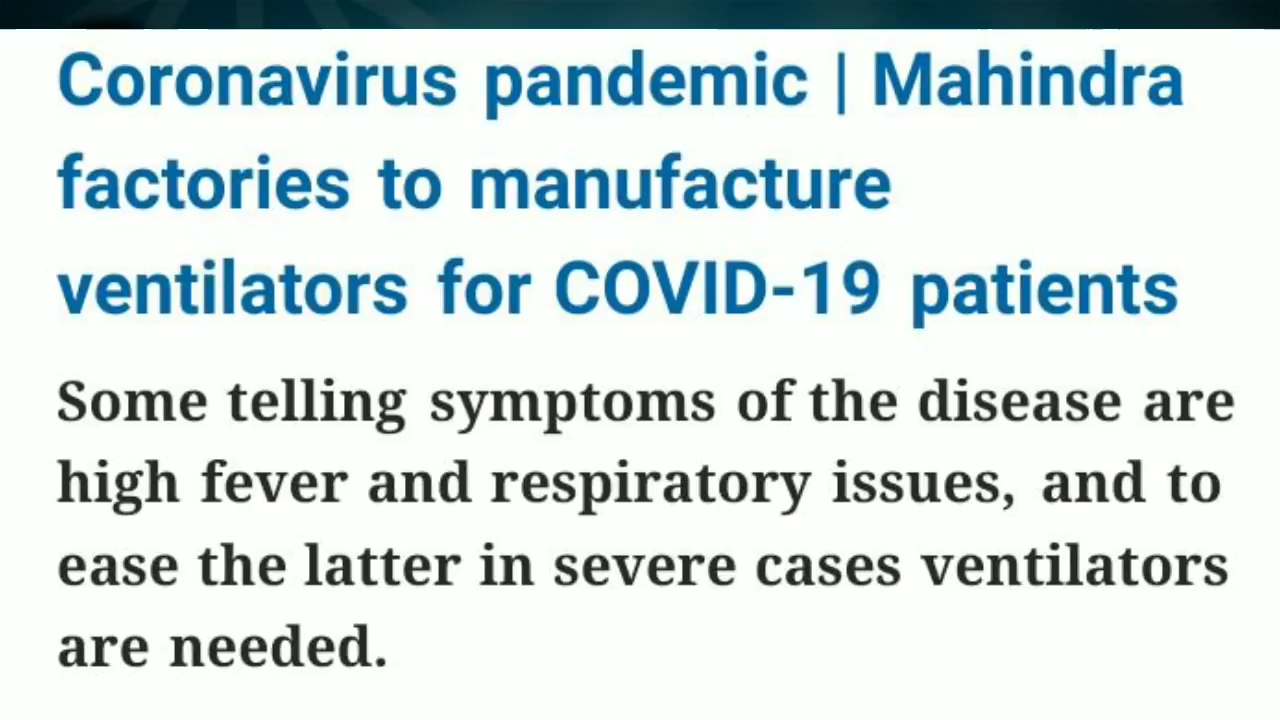 Coronavirus pandemic | Mahindra
factories to manufacture
ventilators for COVID-19 patients
Some telling symptoms of the disease are
high fever and respiratory issues, and to
ease the latter in severe cases ventilators
are needed.